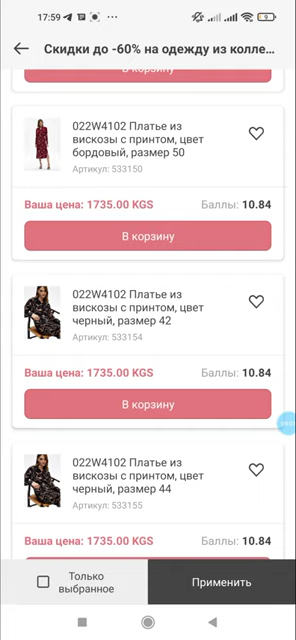 17:59
Скидки до -60% на одежду из колле...
В корзину
022W4102 Платье из
вискозы с принтом, цвет
бордовый, размер 50
Артикул: 533150
Ваша цена: 1735.00 KGS
Баллы: 10.84
В корзину
022W4102 Платье из
вискозы с принтом, цвет
черный, размер 42
Артикул: 533154
Ваша цена: 1735.00 KGS
Баллы: 10.84
В корзину
022W4102 Платье из
вискозы с принтом, цвет
черный, размер 44
Артикул: 533155
Ваша цена: 1735.00 KGS
Баллы: 10.84
Только
выбранное
Применить